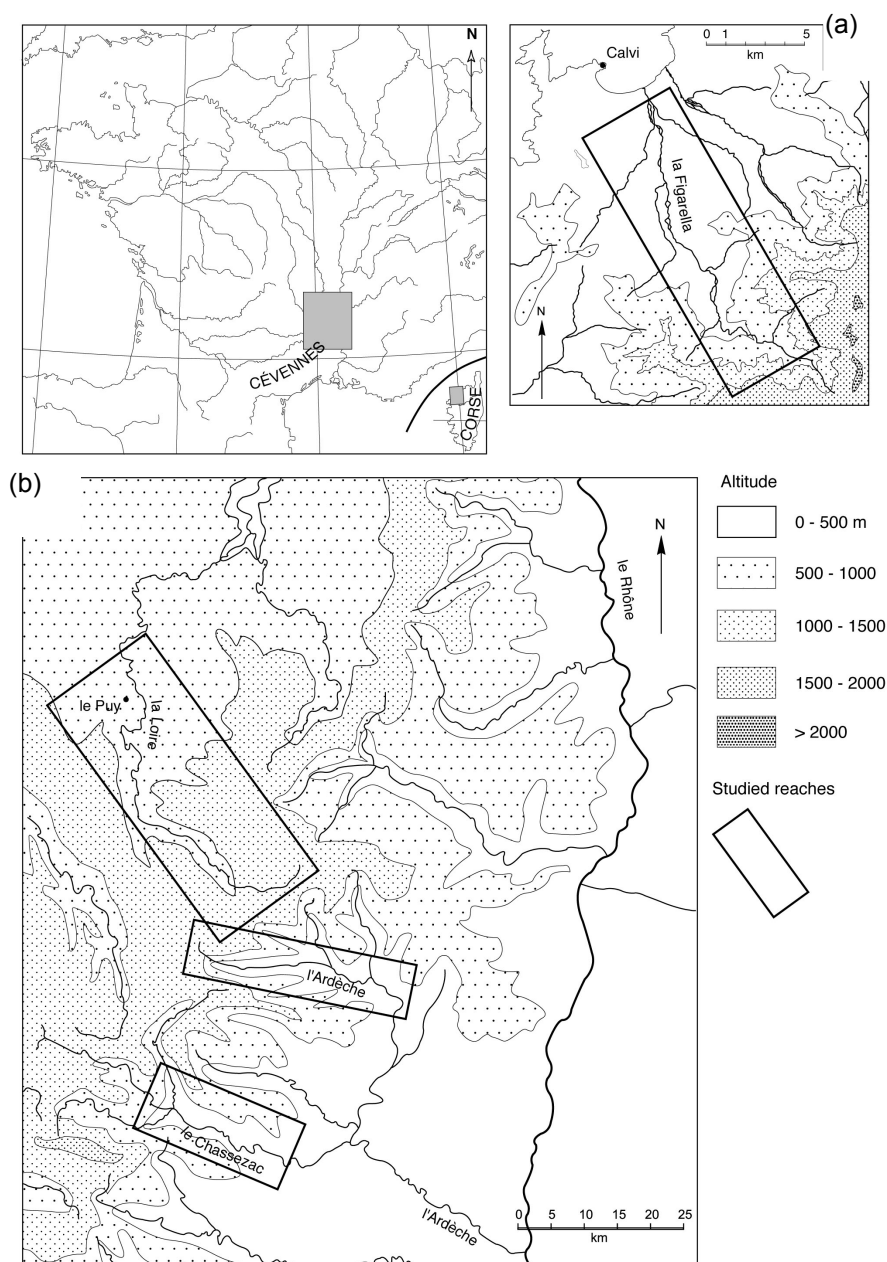 N
CÉVENNES
CORSE
(a)
Calvi
0 1 5
km
la Figarella
N
(b)
le Puy
la Loire
le Rhône
N
l'Ardèche
le Chassezac
l'Ardèche
0 5 10 15 20 25
km
Altitude
0 - 500 m
500 - 1000
1000 - 1500
1500 - 2000
> 2000
Studied reaches